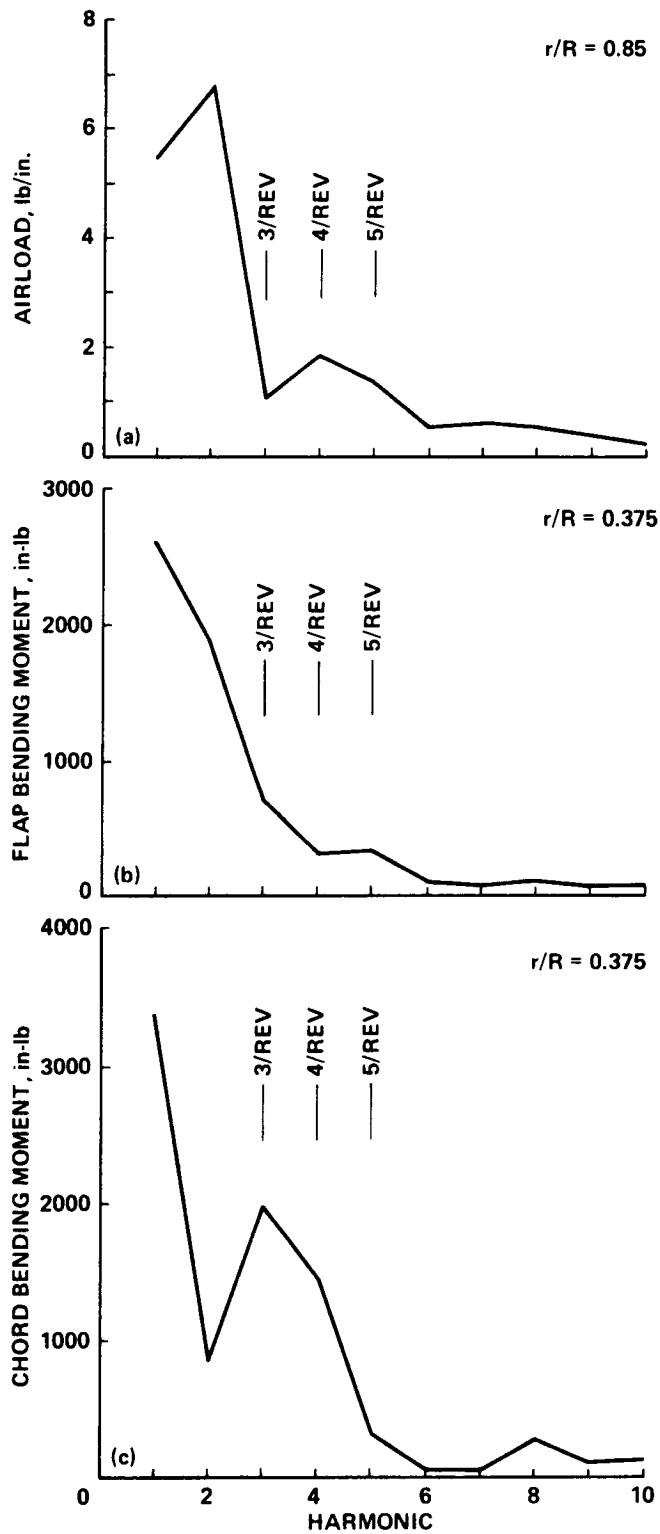 8
r/R = 0.85
6
AIRLOAD, lb/in.
3/REV
4/REV
5/REV
4
2
0
(a)
3000
r/R = 0.375
FLAP BENDING MOMENT, in-lb
3/REV
4/REV
5/REV
2000
1000
0
(b)
4000
r/R = 0.375
CHORD BENDING MOMENT, in-lb
3/REV
4/REV
5/REV
3000
2000
1000
(c)
0
2
4
6
8
10
HARMONIC